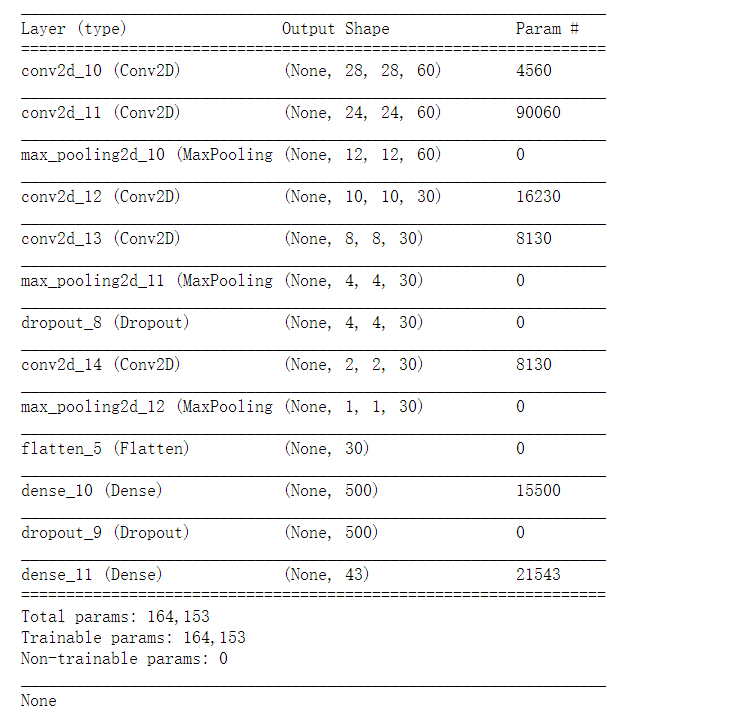 Layer (type)                 Output Shape              Param #
=================================================================
conv2d_10 (Conv2D)           (None, 28, 28, 60)        4560
_________________________________________________________________
conv2d_11 (Conv2D)           (None, 24, 24, 60)        90060
_________________________________________________________________
max_pooling2d_10 (MaxPooling (None, 12, 12, 60)        0
_________________________________________________________________
conv2d_12 (Conv2D)           (None, 10, 10, 30)        16230
_________________________________________________________________
conv2d_13 (Conv2D)           (None, 8, 8, 30)          8130
_________________________________________________________________
max_pooling2d_11 (MaxPooling (None, 4, 4, 30)          0
_________________________________________________________________
dropout_8 (Dropout)          (None, 4, 4, 30)          0
_________________________________________________________________
conv2d_14 (Conv2D)           (None, 2, 2, 30)          8130
_________________________________________________________________
max_pooling2d_12 (MaxPooling (None, 1, 1, 30)          0
_________________________________________________________________
flatten_5 (Flatten)          (None, 30)                0
_________________________________________________________________
dense_10 (Dense)             (None, 500)               15500
_________________________________________________________________
dropout_9 (Dropout)          (None, 500)               0
_________________________________________________________________
dense_11 (Dense)             (None, 43)                21543
=================================================================
Total params: 164,153
Trainable params: 164,153
Non-trainable params: 0
_________________________________________________________________
None